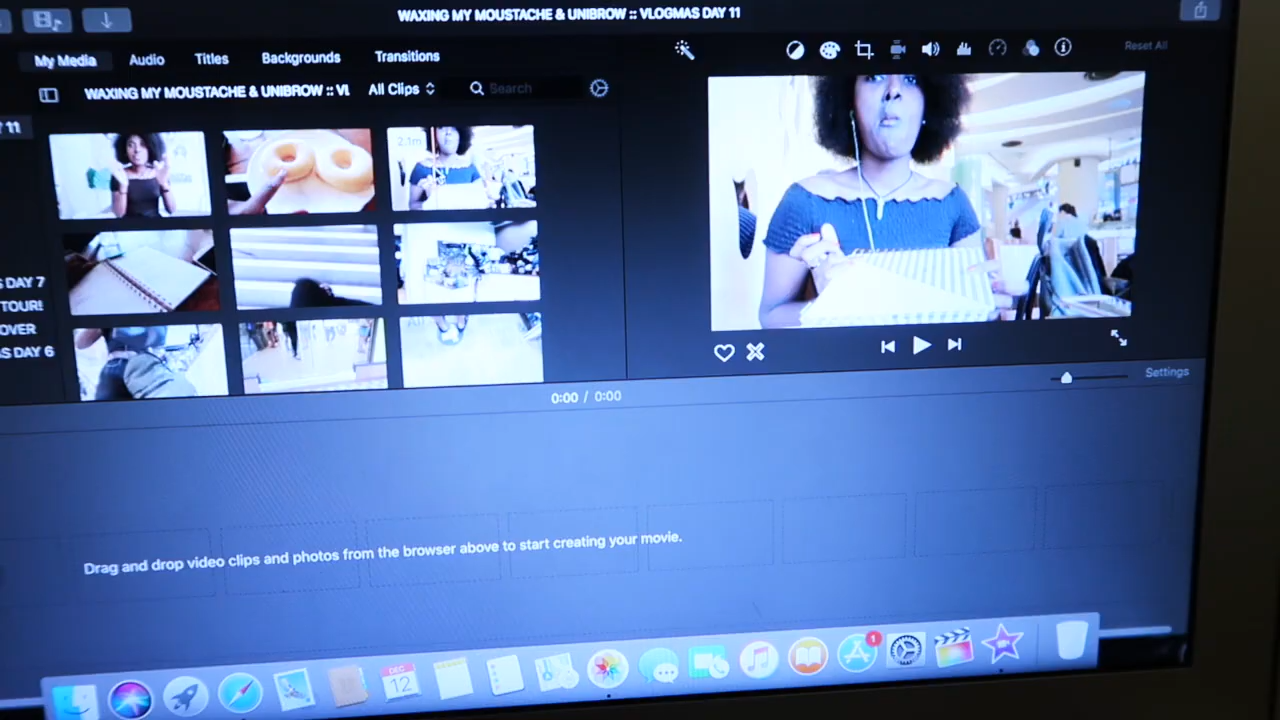 WAXING MY MOUSTACHE & UNIBROW :: VLOGMAS DAY 11
My Media Audio Titles Backgrounds Transitions
Reset All
WAXING MY MOUSTACHE & UNIBROW :: VL
All Clips
Search
11
2.1m
S DAY 7
TOUR!
OVER
S DAY 6
0:00 / 0:00
Settings
Drag and drop video clips and photos from the browser above to start creating your movie.
DEC
12
1